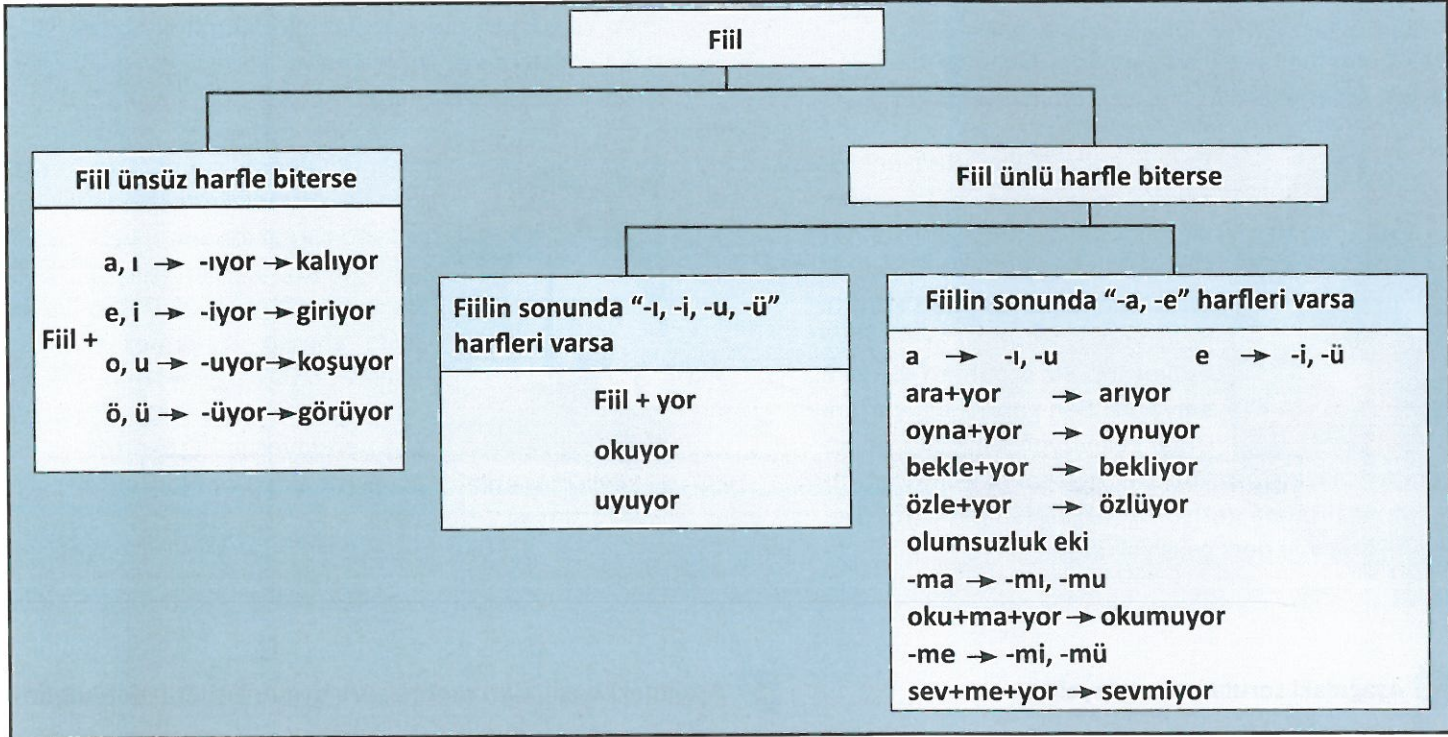 Fiil
Fiil ünsüz harfle biterse
Fiil +
a, ı → -ıyor → kalıyor
e, i → -iyor → giriyor
o, u → -uyor → koşuyor
ö, ü → -üyor → görüyor
Fiil ünlü harfle biterse
Fiilin sonunda “-ı, -i, -u, -ü”
harfleri varsa
Fiil + yor
okuyor
uyuyor
Fiilin sonunda “-a, -e” harfleri varsa
a → -ı, -u e → -i, -ü
ara+yor → arıyor
oyna+yor → oynuyor
bekle+yor → bekliyor
özle+yor → özlüyor
olumsuzluk eki
-ma → -mı, -mu
oku+ma+yor → okumuyor
-me → -mi, -mü
sev+me+yor → sevmiyor